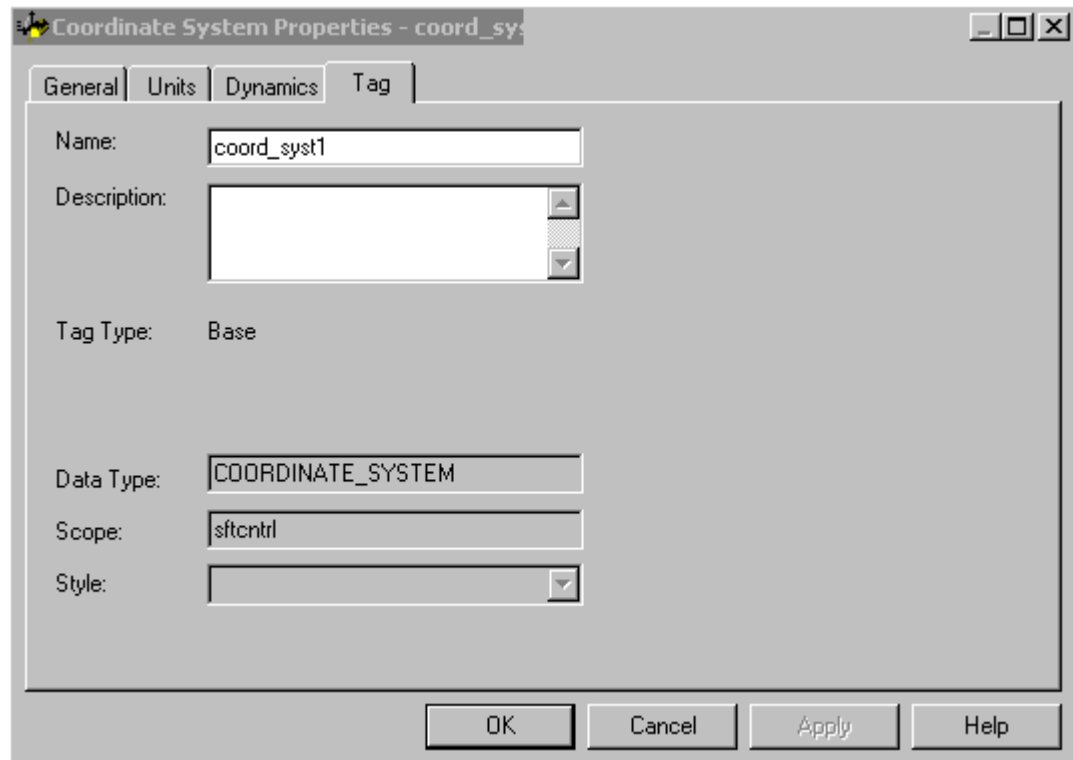 Coordinate System Properties - coord_sys
General Units Dynamics Tag
Name: coord_syst1
Description:
Tag Type: Base
Data Type: COORDINATE_SYSTEM
Scope: sftcntrl
Style:
OK Cancel Apply Help